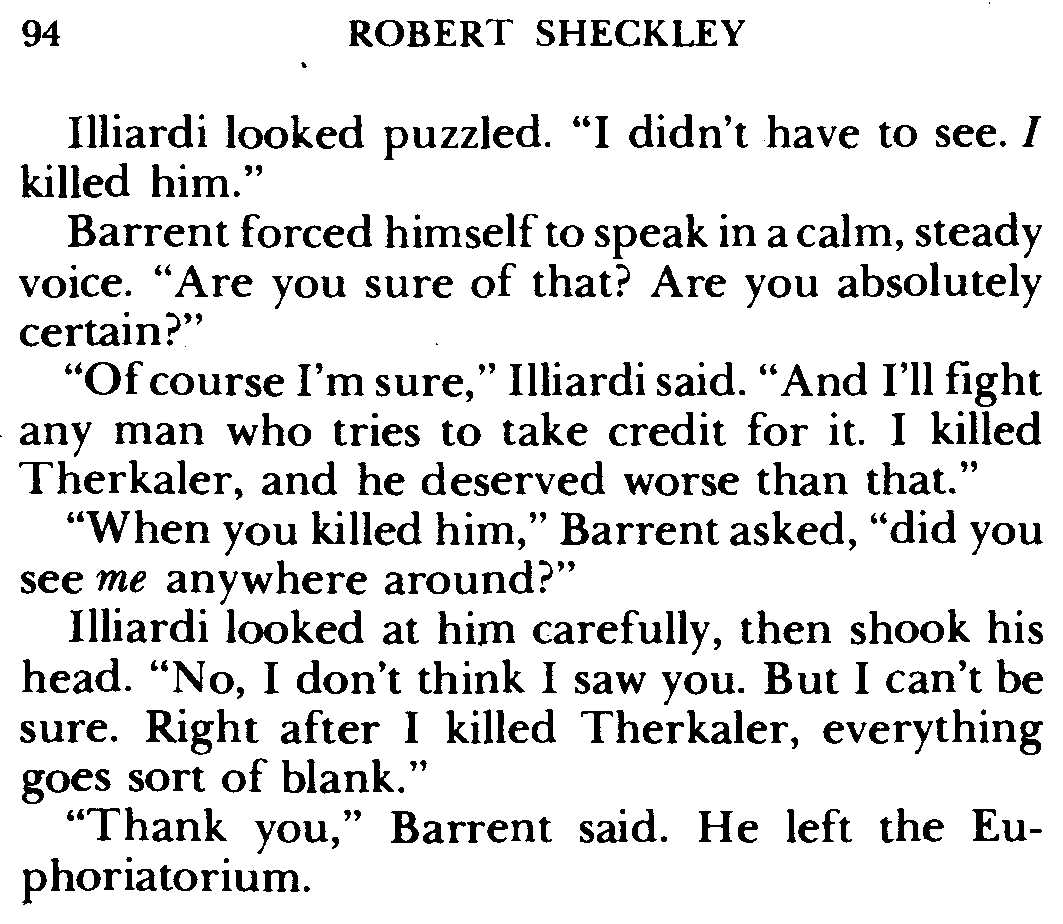 94 ROBERT SHECKLEY
Illiardi looked puzzled. “I didn’t have to see. I
killed him.”
Barrent forced himself to speak in a calm, steady
voice. “Are you sure of that? Are you absolutely
certain?”
“Of course I’m sure,” Illiardi said. “And I’ll fight
any man who tries to take credit for it. I killed
Therkaler, and he deserved worse than that.”
“When you killed him,” Barrent asked, “did you
see me anywhere around?”
Illiardi looked at him carefully, then shook his
head. “No, I don’t think I saw you. But I can’t be
sure. Right after I killed Therkaler, everything
goes sort of blank.”
“Thank you,” Barrent said. He left the Eu-
phoriatorium.